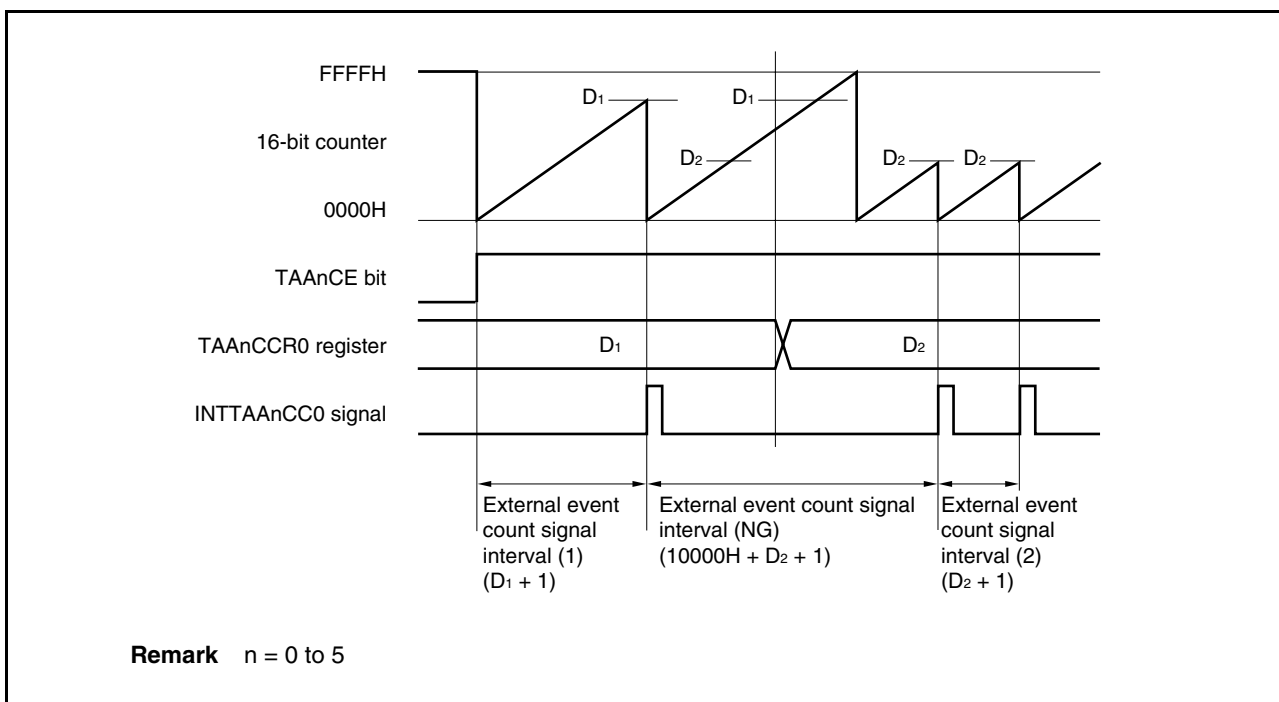 FFFFH
D1
D1
16-bit counter
D2
D2
D2
0000H
TAAnCE bit
TAAnCCR0 register
D1
D2
INTTAAnCC0 signal
External event
count signal
interval (1)
(D1 + 1)
External event count signal
interval (NG)
(10000H + D2 + 1)
External event
count signal
interval (2)
(D2 + 1)
Remark n = 0 to 5